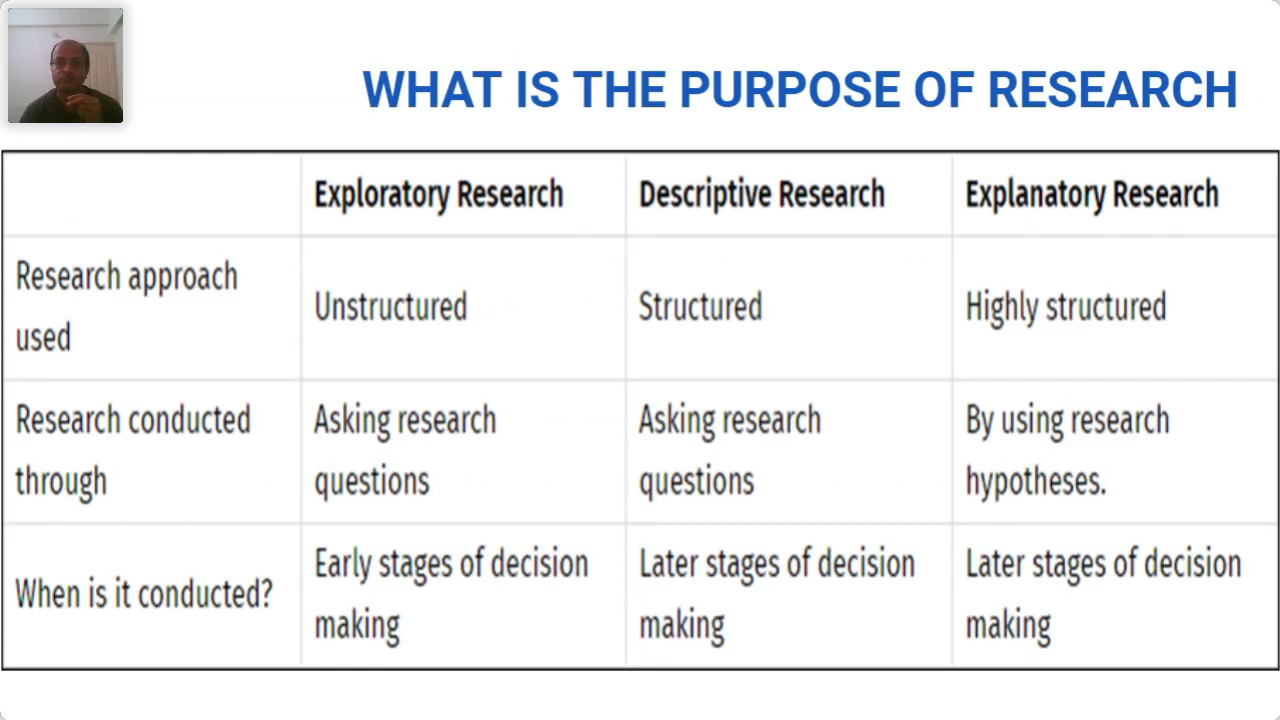 WHAT IS THE PURPOSE OF RESEARCH
Exploratory Research
Descriptive Research
Explanatory Research
Research approach
used
Unstructured
Structured
Highly structured
Research conducted
through
Asking research
questions
Asking research
questions
By using research
hypotheses.
When is it conducted?
Early stages of decision
making
Later stages of decision
making
Later stages of decision
making